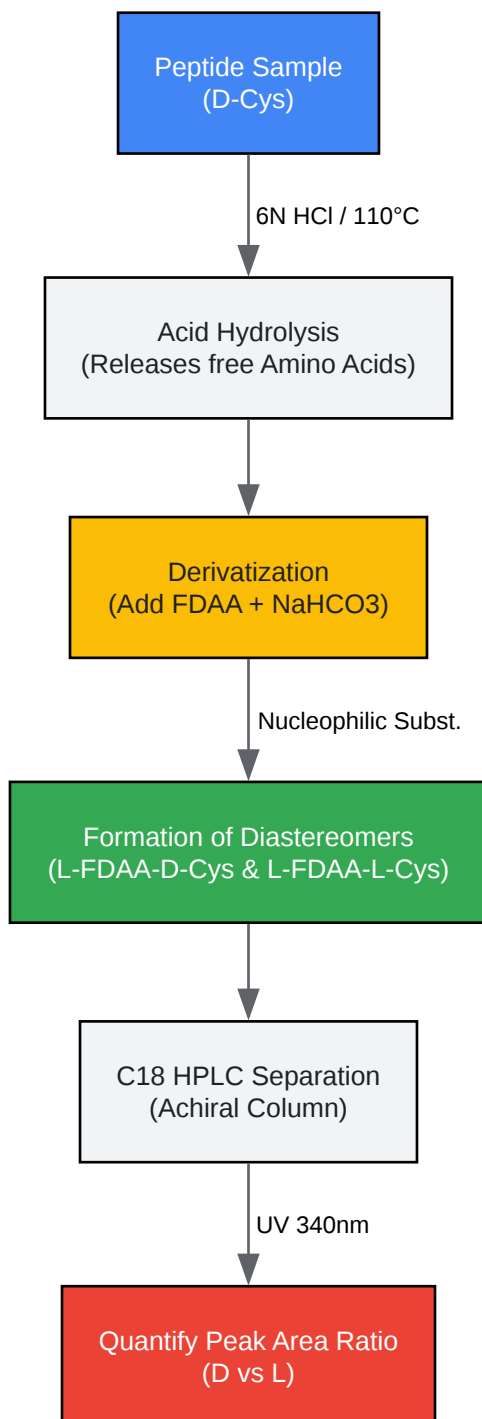 Peptide Sample
(D-Cys)
6N HCl / 110°C
Acid Hydrolysis
(Releases free Amino Acids)
Derivatization
(Add FDAA + NaHCO3)
Nucleophilic Subst.
Formation of Diastereomers
(L-FDAA-D-Cys & L-FDAA-L-Cys)
C18 HPLC Separation
(Achiral Column)
UV 340nm
Quantify Peak Area Ratio
(D vs L)